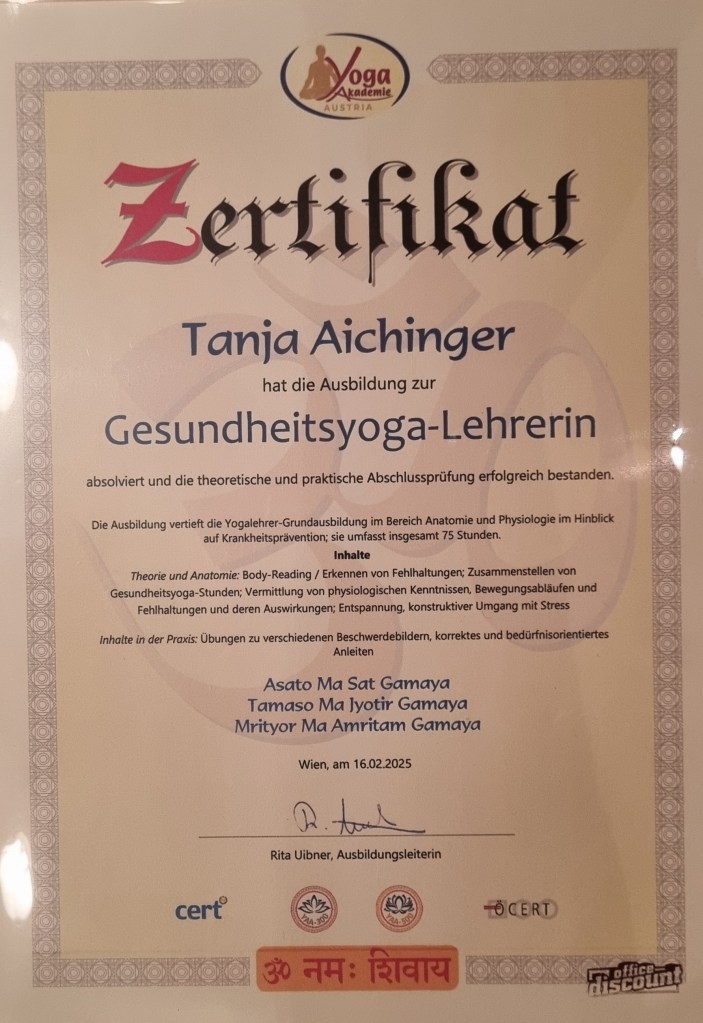 Yoga
Akademie
AUSTRIA
Zertifikat
Tanja Aichinger
hat die Ausbildung zur
Gesundheitsyoga-Lehrerin
absolviert und die theoretische und praktische Abschlussprüfung erfolgreich bestanden.
Die Ausbildung vertieft die Yogalehrer-Grundausbildung im Bereich Anatomie und Physiologie im Hinblick
auf Krankheitsprävention; sie umfasst insgesamt 75 Stunden.
Inhalte
Theorie und Anatomie: Body-Reading / Erkennen von Fehlhaltungen; Zusammenstellen von
Gesundheitsyoga-Stunden; Vermittlung von physiologischen Kenntnissen, Bewegungsabläufen und
Fehlhaltungen und deren Auswirkungen; Entspannung, konstruktiver Umgang mit Stress
Inhalte in der Praxis: Übungen zu verschiedenen Beschwerdebildern, korrektes und bedürfnisorientiertes
Anleiten
Asato Ma Sat Gamaya
Tamaso Ma Jyotir Gamaya
Mrityor Ma Amritam Gamaya
Wien, am 16.02.2025
Rita Uibner, Ausbildungsleiterin
cert
ÖCERT
ॐ नमः शिवाय
office
discount